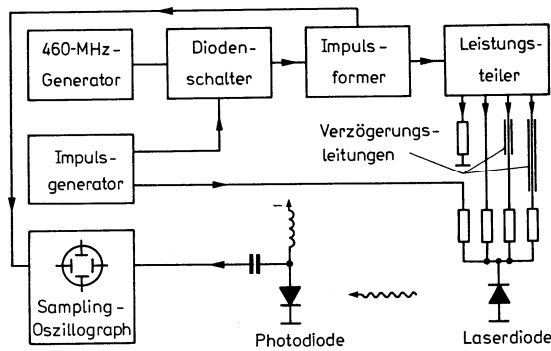 460-MHz-
Generator
Dioden-
schalter
Impuls-
former
Leistungs-
teiler
Impuls-
generator
Verzögerungs-
leitungen
Sampling-
Oszillograph
Photodiode
Laserdiode